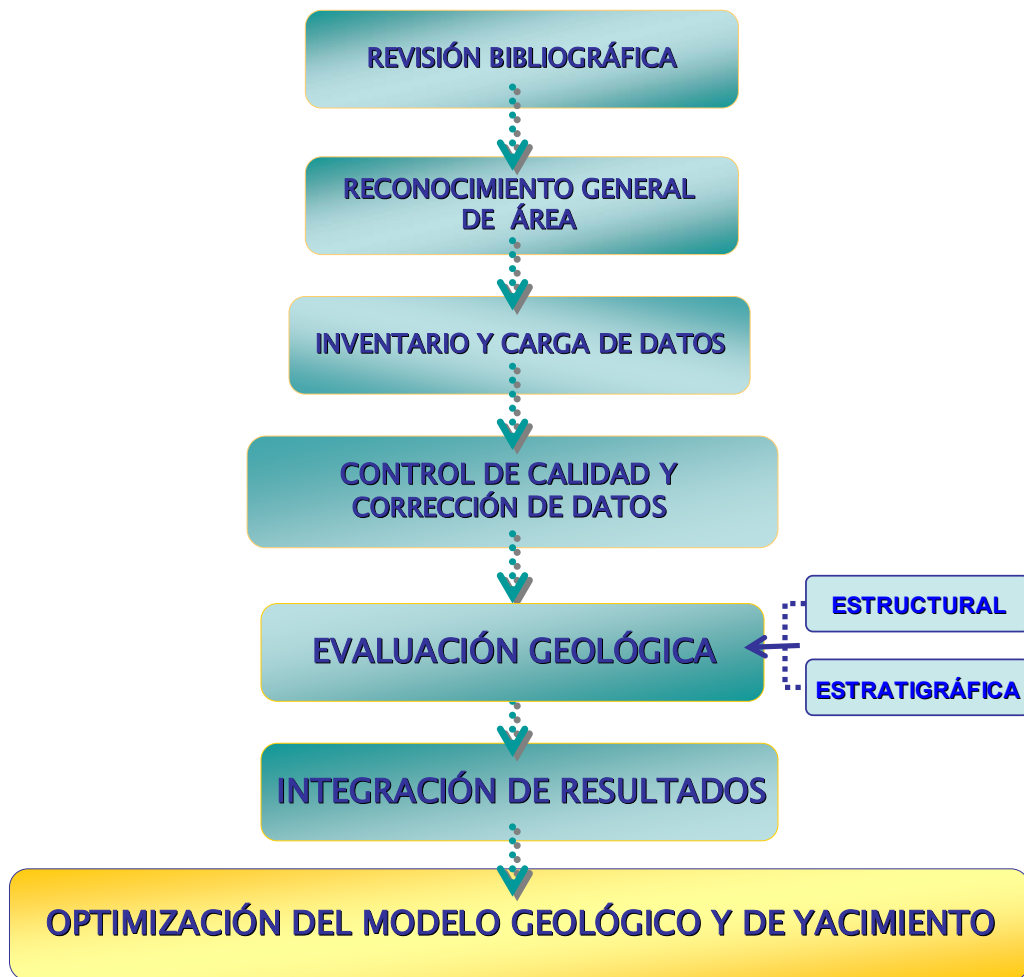 REVISIÓN BIBLIOGRÁFICA
RECONOCIMIENTO GENERAL
DE ÁREA
INVENTARIO Y CARGA DE DATOS
CONTROL DE CALIDAD Y
CORRECCIÓN DE DATOS
EVALUACIÓN GEOLÓGICA
ESTRUCTURAL
ESTRATIGRÁFICA
INTEGRACIÓN DE RESULTADOS
OPTIMIZACIÓN DEL MODELO GEOLÓGICO Y DE YACIMIENTO